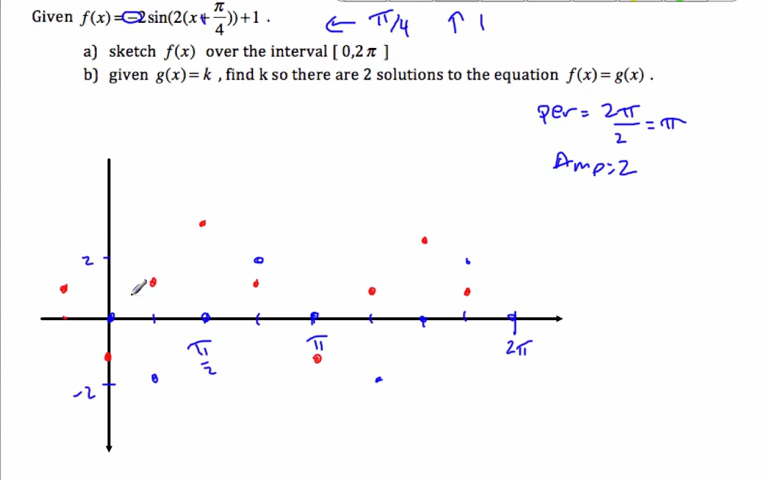 Given f(x)=-2sin(2(x+π/4))+1 . ← π/4 ↑ 1
a) sketch f(x) over the interval [ 0,2π ]
b) given g(x)=k , find k so there are 2 solutions to the equation f(x)=g(x) .
per = 2π/2 = π
Amp=2
2
π/2 π 2π
-2